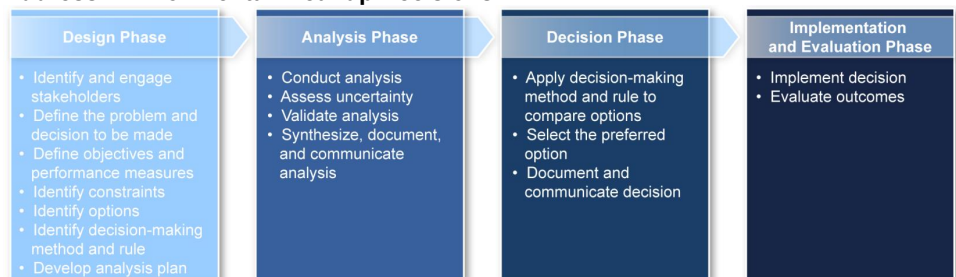 Design Phase
• Identify and engage
stakeholders
• Define the problem and
decision to be made
• Define objectives and
performance measures
• Identify constraints
• Identify options
• Identify decision-making
method and rule
• Develop analysis plan
Analysis Phase
• Conduct analysis
• Assess uncertainty
• Validate analysis
• Synthesize, document,
and communicate
analysis
Decision Phase
• Apply decision-making
method and rule to
compare options
• Select the preferred
option
• Document and
communicate decision
Implementation
and Evaluation Phase
• Implement decision
• Evaluate outcomes